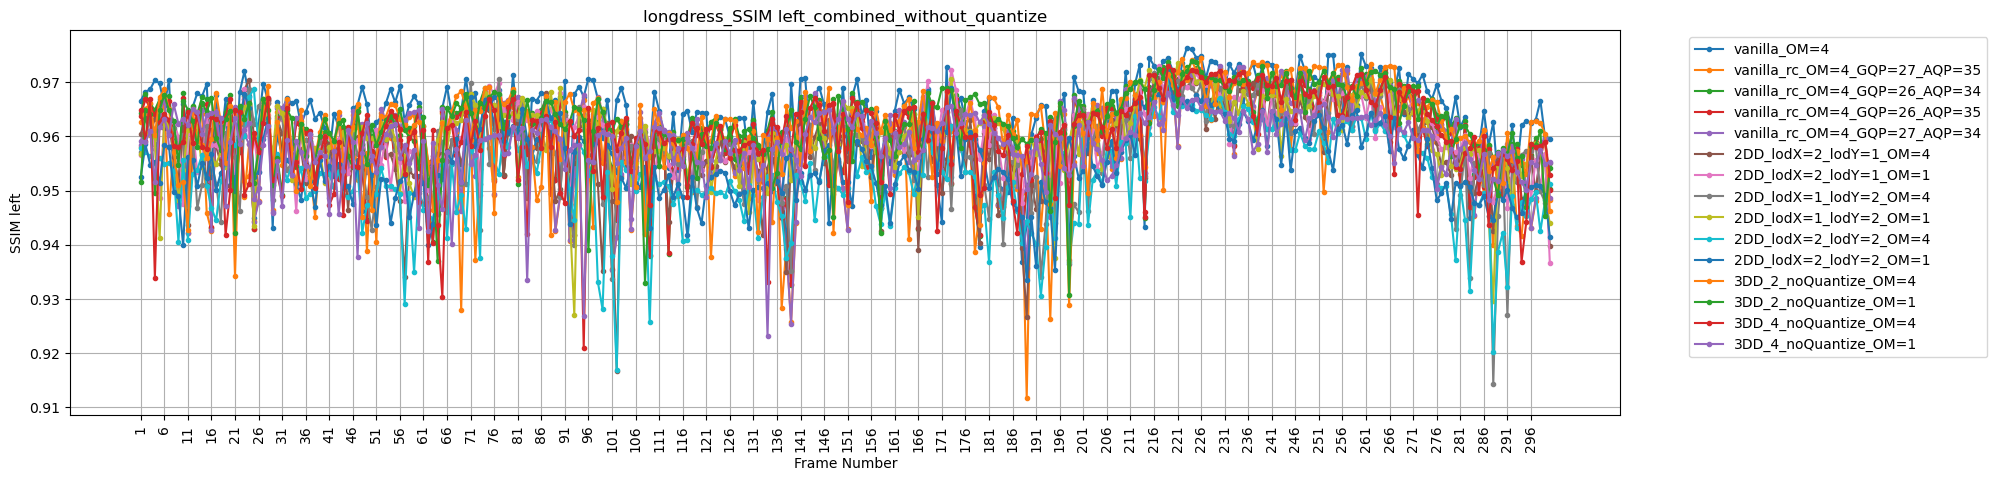 longdress_SSIM left_combined_without_quantize
SSIM left
0.97
0.96
0.95
0.94
0.93
0.92
0.91
1 6 11 16 21 26 31 36 41 46 51 56 61 66 71 76 81 86 91 96 101 106 111 116 121 126 131 136 141 146 151 156 161 166 171 176 181 186 191 196 201 206 211 216 221 226 231 236 241 246 251 256 261 266 271 276 281 286 291 296
Frame Number
vanilla_OM=4
vanilla_rc_OM=4_GQP=27_AQP=35
vanilla_rc_OM=4_GQP=26_AQP=34
vanilla_rc_OM=4_GQP=26_AQP=35
vanilla_rc_OM=4_GQP=27_AQP=34
2DD_lodX=2_lodY=1_OM=4
2DD_lodX=2_lodY=1_OM=1
2DD_lodX=1_lodY=2_OM=4
2DD_lodX=1_lodY=2_OM=1
2DD_lodX=2_lodY=2_OM=4
2DD_lodX=2_lodY=2_OM=1
3DD_2_noQuantize_OM=4
3DD_2_noQuantize_OM=1
3DD_4_noQuantize_OM=4
3DD_4_noQuantize_OM=1